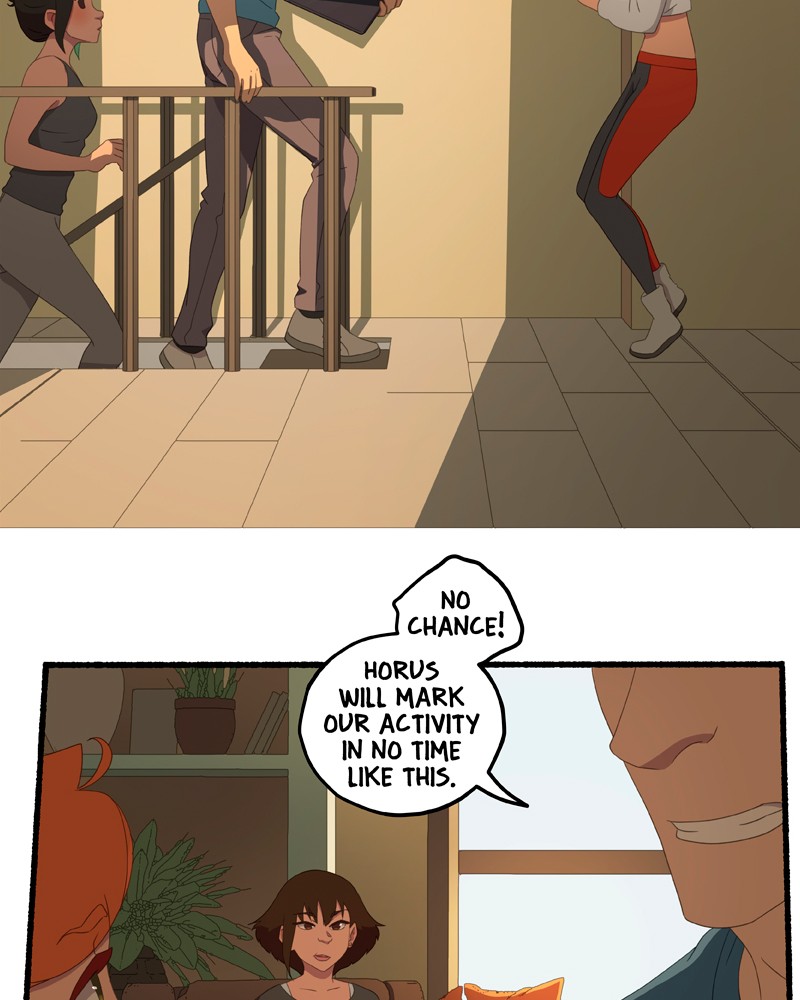 NO
CHANCE!
HORUS
WILL MARK
OUR ACTIVITY
IN NO TIME
LIKE THIS.